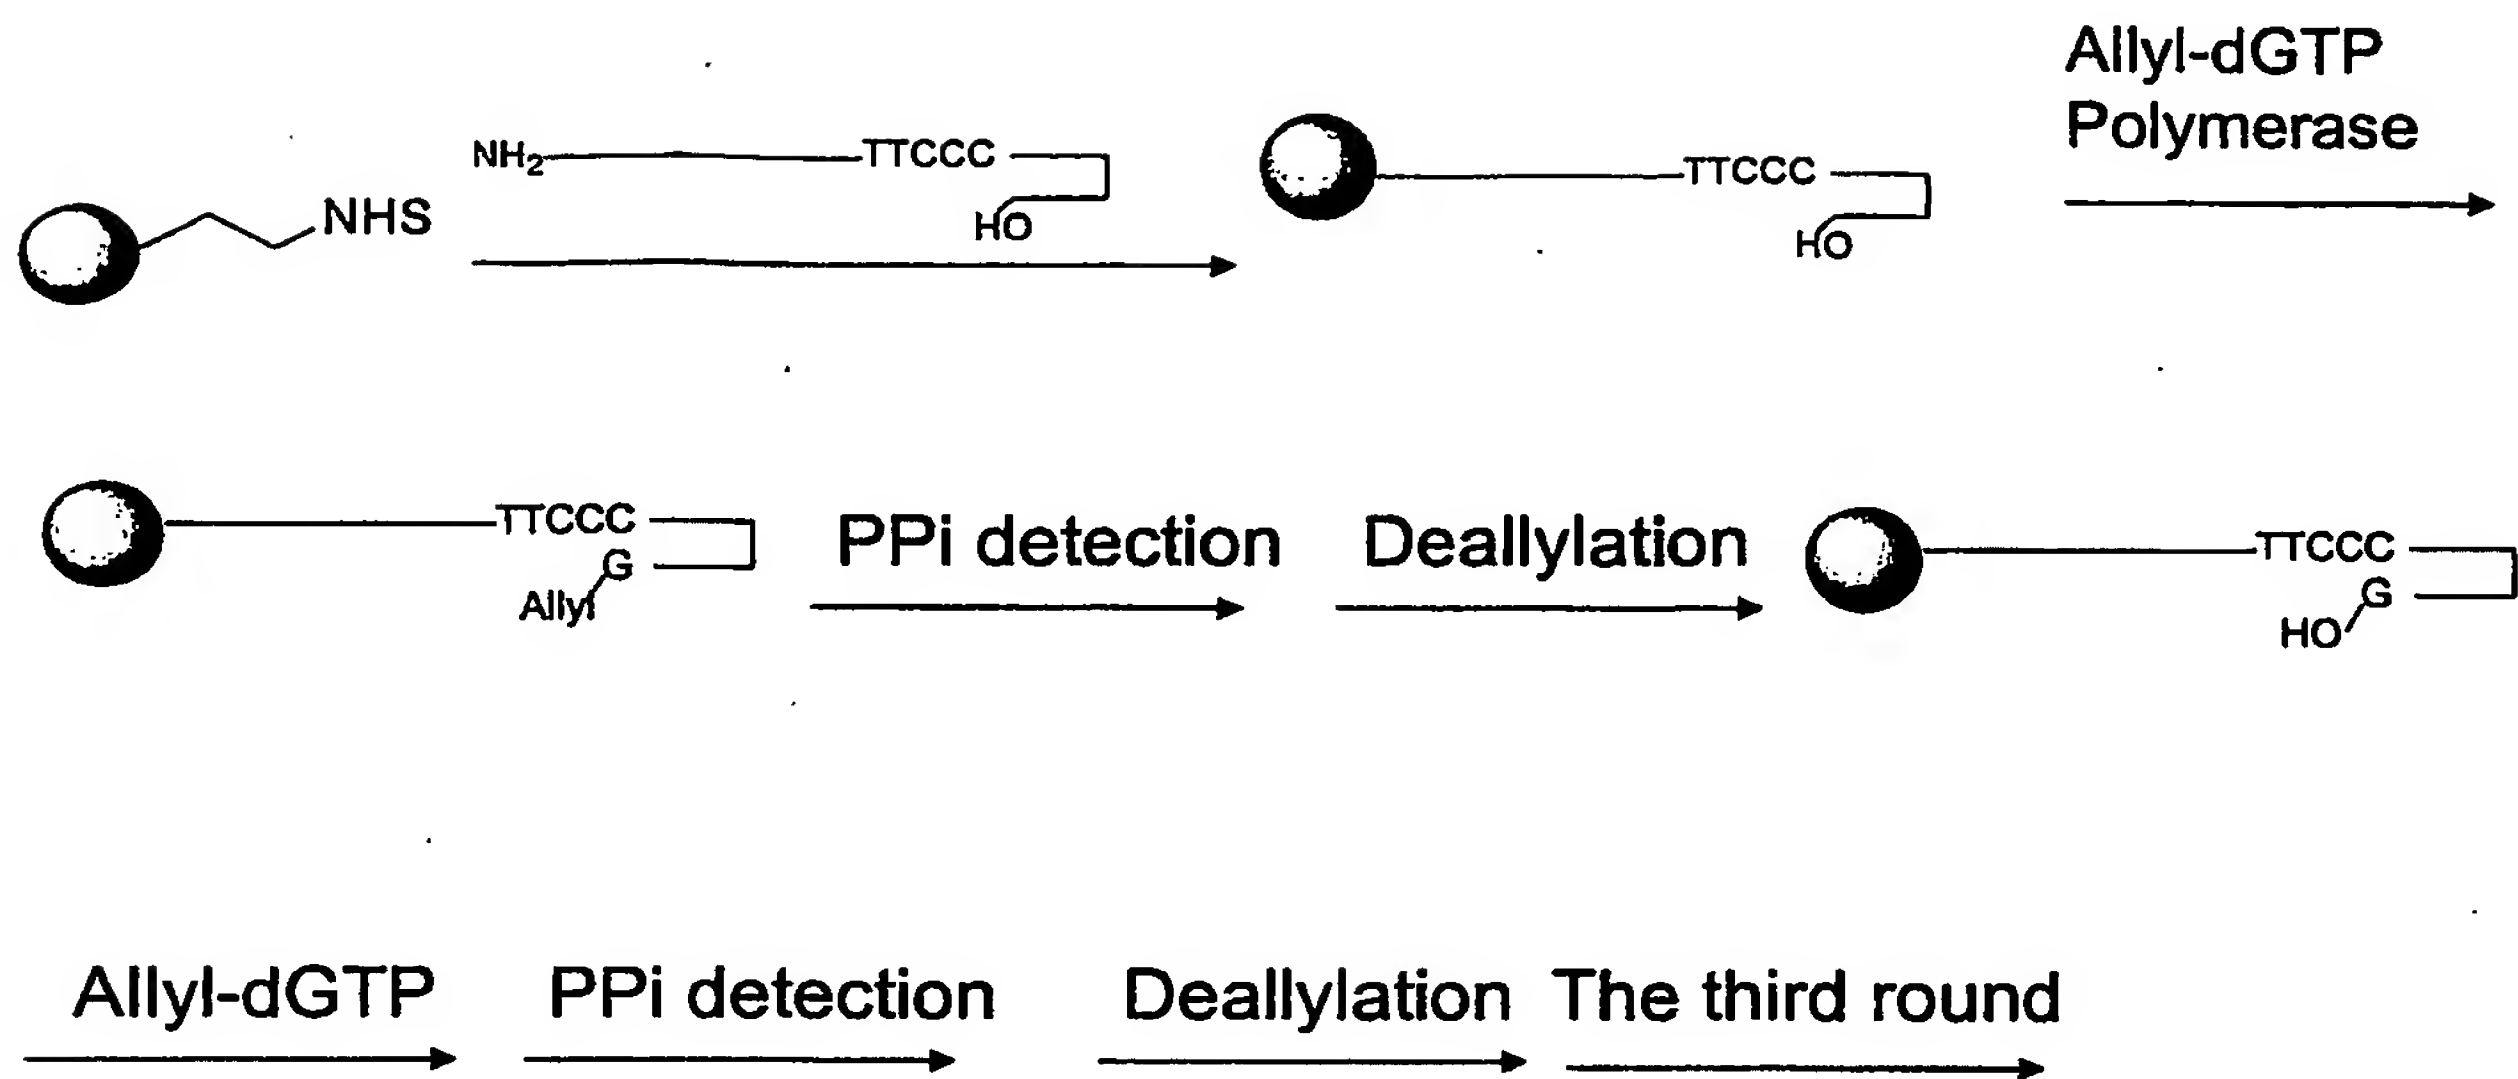 Allyl-dGTP
Polymerase
NH2 TTCCC
HO
NHS
TTCCC
HO
TTCCC
G
Allyl
PPi detection
Deallylation
TTCCC
G
HO
Allyl-dGTP
PPi detection
Deallylation
The third round